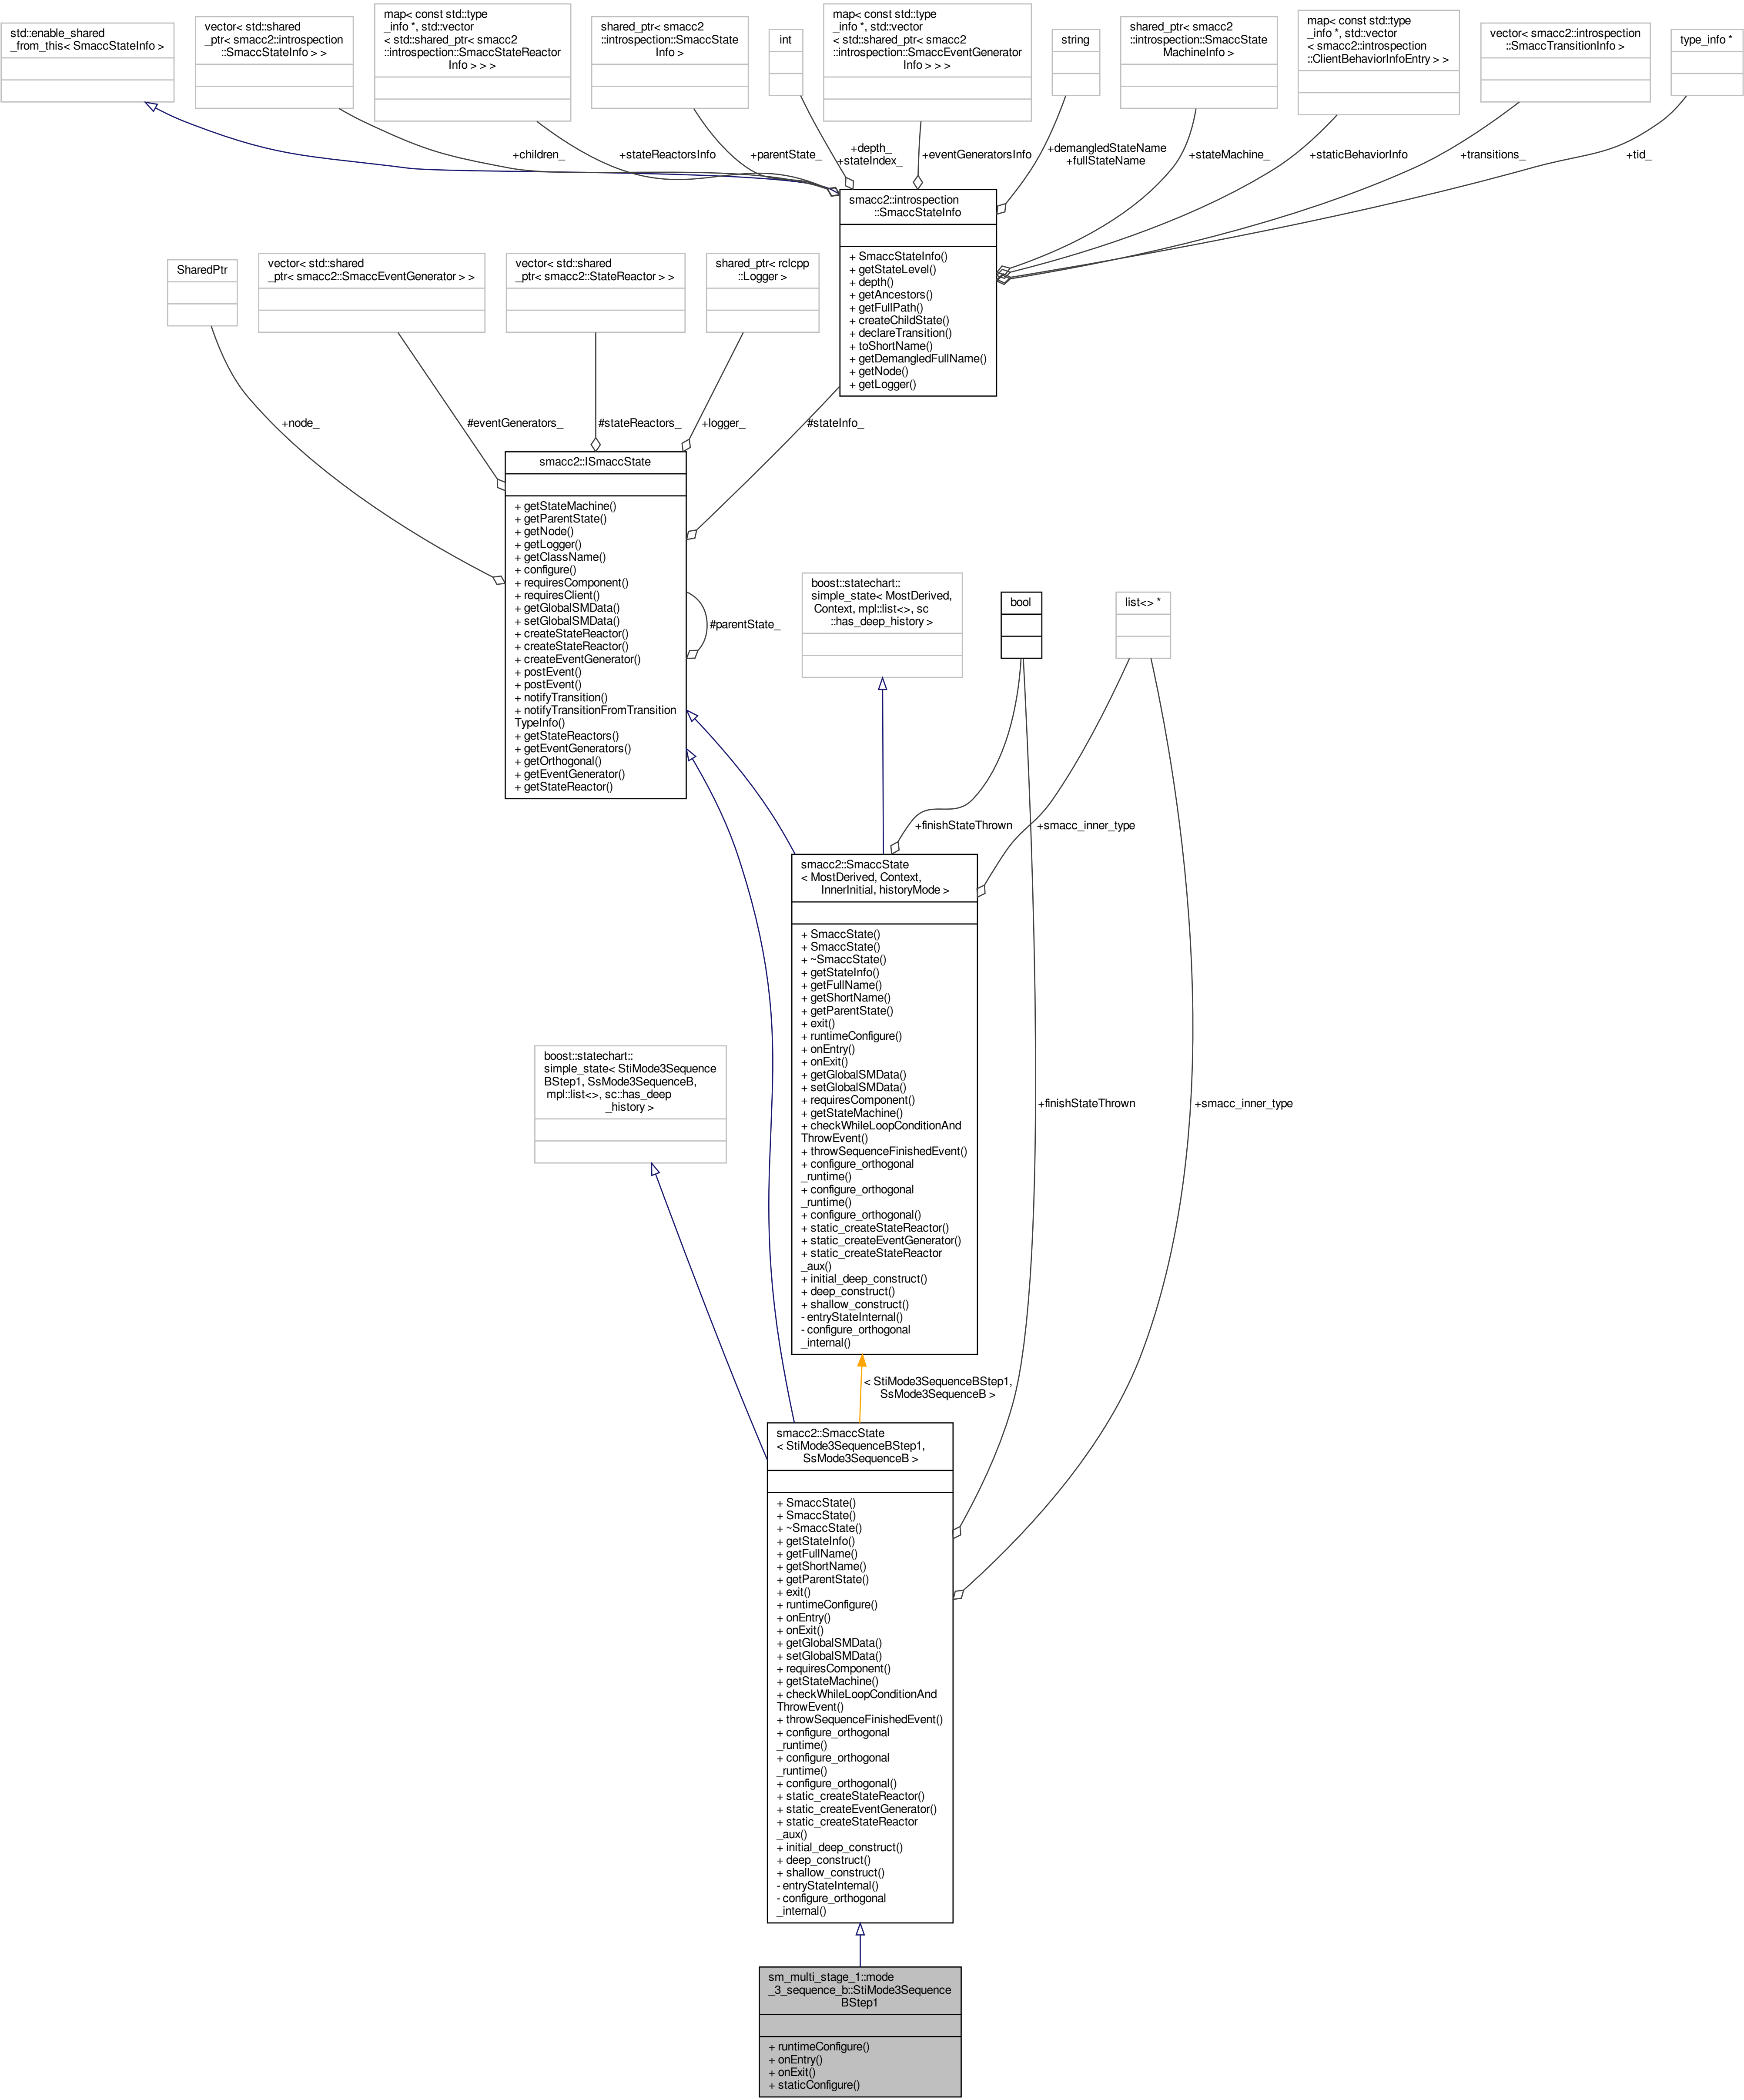 std::enable_shared
_from_this< SmaccStateInfo >
vector< std::shared
_ptr< smacc2::introspection
::SmaccStateInfo > >
map< const std::type
_info *, std::vector
< std::shared_ptr< smacc2
::introspection::SmaccStateReactor
Info > > >
shared_ptr< smacc2
::introspection::SmaccState
Info >
int
map< const std::type
_info *, std::vector
< std::shared_ptr< smacc2
::introspection::SmaccEventGenerator
Info > > >
string
shared_ptr< smacc2
::introspection::SmaccState
MachineInfo >
map< const std::type
_info *, std::vector
< smacc2::introspection
::ClientBehaviorInfoEntry > >
vector< smacc2::introspection
::SmaccTransitionInfo >
type_info *
+children_
+stateReactorsInfo
+parentState_
+depth_
+stateIndex_
+eventGeneratorsInfo
+demangledStateName
+fullStateName
+stateMachine_
+staticBehaviorInfo
+transitions_
+tid_
smacc2::introspection
::SmaccStateInfo
+ SmaccStateInfo()
+ getStateLevel()
+ depth()
+ getAncestors()
+ getFullPath()
+ createChildState()
+ declareTransition()
+ toShortName()
+ getDemangledFullName()
+ getNode()
+ getLogger()
SharedPtr
vector< std::shared
_ptr< smacc2::SmaccEventGenerator > >
vector< std::shared
_ptr< smacc2::StateReactor > >
shared_ptr< rclcpp
::Logger >
+node_
#eventGenerators_
#stateReactors_
+logger_
#stateInfo_
smacc2::ISmaccState
+ getStateMachine()
+ getParentState()
+ getNode()
+ getLogger()
+ getClassName()
+ configure()
+ requiresComponent()
+ requiresClient()
+ getGlobalSMData()
+ setGlobalSMData()
+ createStateReactor()
+ createStateReactor()
+ createEventGenerator()
+ postEvent()
+ postEvent()
+ notifyTransition()
+ notifyTransitionFromTransition
TypeInfo()
+ getStateReactors()
+ getEventGenerators()
+ getOrthogonal()
+ getEventGenerator()
+ getStateReactor()
#parentState_
boost::statechart::
simple_state< MostDerived,
Context, mpl::list<>, sc
::has_deep_history >
bool
list<> *
+finishStateThrown
+smacc_inner_type
smacc2::SmaccState
< MostDerived, Context,
InnerInitial, historyMode >
+ SmaccState()
+ SmaccState()
+ ~SmaccState()
+ getStateInfo()
+ getFullName()
+ getShortName()
+ getParentState()
+ exit()
+ runtimeConfigure()
+ onEntry()
+ onExit()
+ getGlobalSMData()
+ setGlobalSMData()
+ requiresComponent()
+ getStateMachine()
+ checkWhileLoopConditionAnd
ThrowEvent()
+ throwSequenceFinishedEvent()
+ configure_orthogonal
_runtime()
+ configure_orthogonal
_runtime()
+ configure_orthogonal()
+ static_createStateReactor()
+ static_createEventGenerator()
+ static_createStateReactor
_aux()
+ initial_deep_construct()
+ deep_construct()
+ shallow_construct()
- entryStateInternal()
- configure_orthogonal
_internal()
boost::statechart::
simple_state< StiMode3Sequence
BStep1, SsMode3SequenceB,
mpl::list<>, sc::has_deep
_history >
+finishStateThrown
+smacc_inner_type
< StiMode3SequenceBStep1,
SsMode3SequenceB >
smacc2::SmaccState
< StiMode3SequenceBStep1,
SsMode3SequenceB >
+ SmaccState()
+ SmaccState()
+ ~SmaccState()
+ getStateInfo()
+ getFullName()
+ getShortName()
+ getParentState()
+ exit()
+ runtimeConfigure()
+ onEntry()
+ onExit()
+ getGlobalSMData()
+ setGlobalSMData()
+ requiresComponent()
+ getStateMachine()
+ checkWhileLoopConditionAnd
ThrowEvent()
+ throwSequenceFinishedEvent()
+ configure_orthogonal
_runtime()
+ configure_orthogonal
_runtime()
+ configure_orthogonal()
+ static_createStateReactor()
+ static_createEventGenerator()
+ static_createStateReactor
_aux()
+ initial_deep_construct()
+ deep_construct()
+ shallow_construct()
- entryStateInternal()
- configure_orthogonal
_internal()
sm_multi_stage_1::mode
_3_sequence_b::StiMode3Sequence
BStep1
+ runtimeConfigure()
+ onEntry()
+ onExit()
+ staticConfigure()